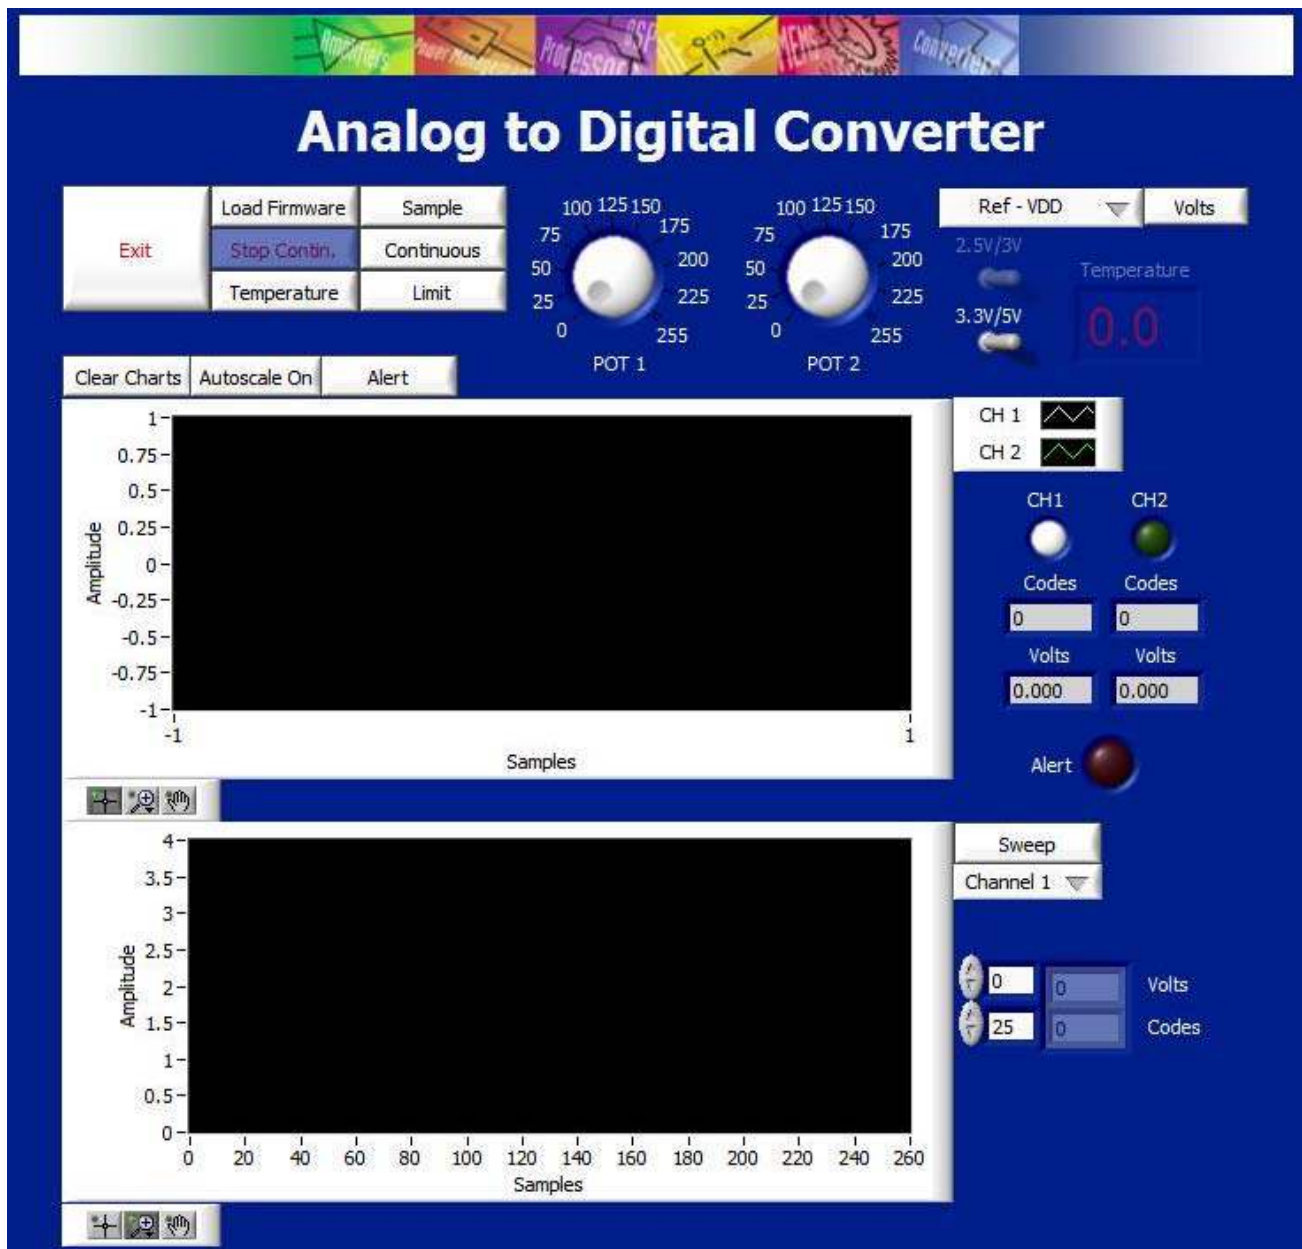 Amplifiers Power Management Processors DSP MEMS Converters
Analog to Digital Converter
Exit
Load Firmware
Sample
Stop Contin.
Continuous
Temperature
Limit
0 25 50 75 100 125 150 175 200 225 255
POT 1
0 25 50 75 100 125 150 175 200 225 255
POT 2
Ref - VDD
Volts
2.5V/3V
3.3V/5V
Temperature
0.0
Clear Charts
Autoscale On
Alert
1
0.75
0.5
0.25
0
-0.25
-0.5
-0.75
-1
Amplitude
-1 1
Samples
CH 1
CH 2
CH1 CH2
Codes Codes
0 0
Volts Volts
0.000 0.000
Alert
4
3.5
3
2.5
2
1.5
1
0.5
0
Amplitude
0 20 40 60 80 100 120 140 160 180 200 220 240 260
Samples
Sweep
Channel 1
0 0 Volts
25 0 Codes